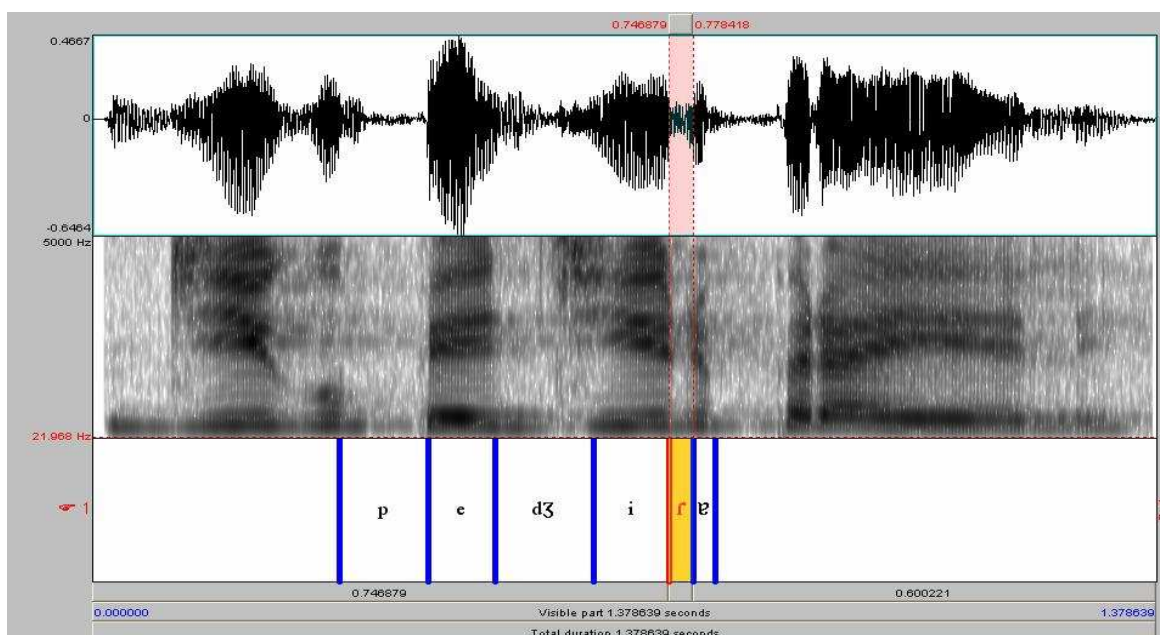 0.746879 0.778418
0.4667
0
-0.6464
5000 Hz
21.968 Hz
1 p e dʒ i ɾ ɐ
0.746879 0.600221
0.000000 Visible part 1.378639 seconds 1.378639
Total duration 1.378639 seconds